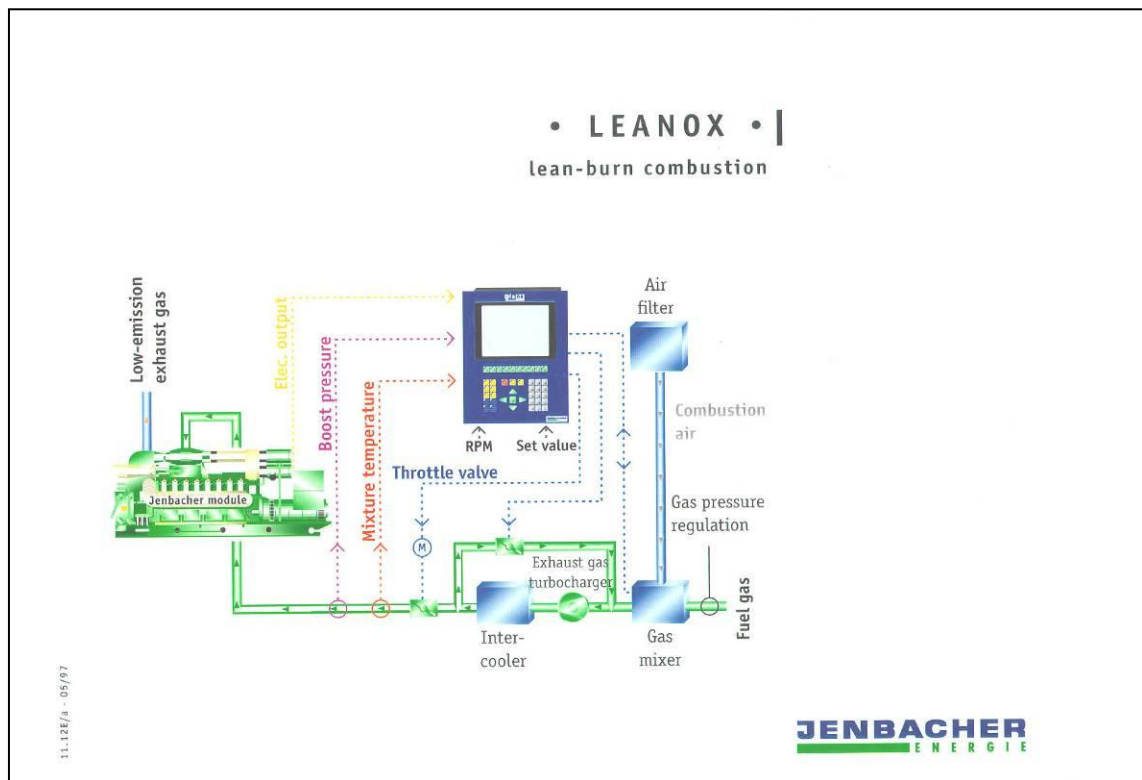 • LEANOX •
lean-burn combustion
Low-emission
exhaust gas
Elec. output
Boost pressure
Mixture temperature
Air
filter
RPM
Set value
Combustion
air
Throttle valve
Jenbacher module
Gas pressure
regulation
M
Exhaust gas
turbocharger
Inter-
cooler
Gas
mixer
Fuel gas
11.12E/a - 05/97
JENBACHER
ENERGIE